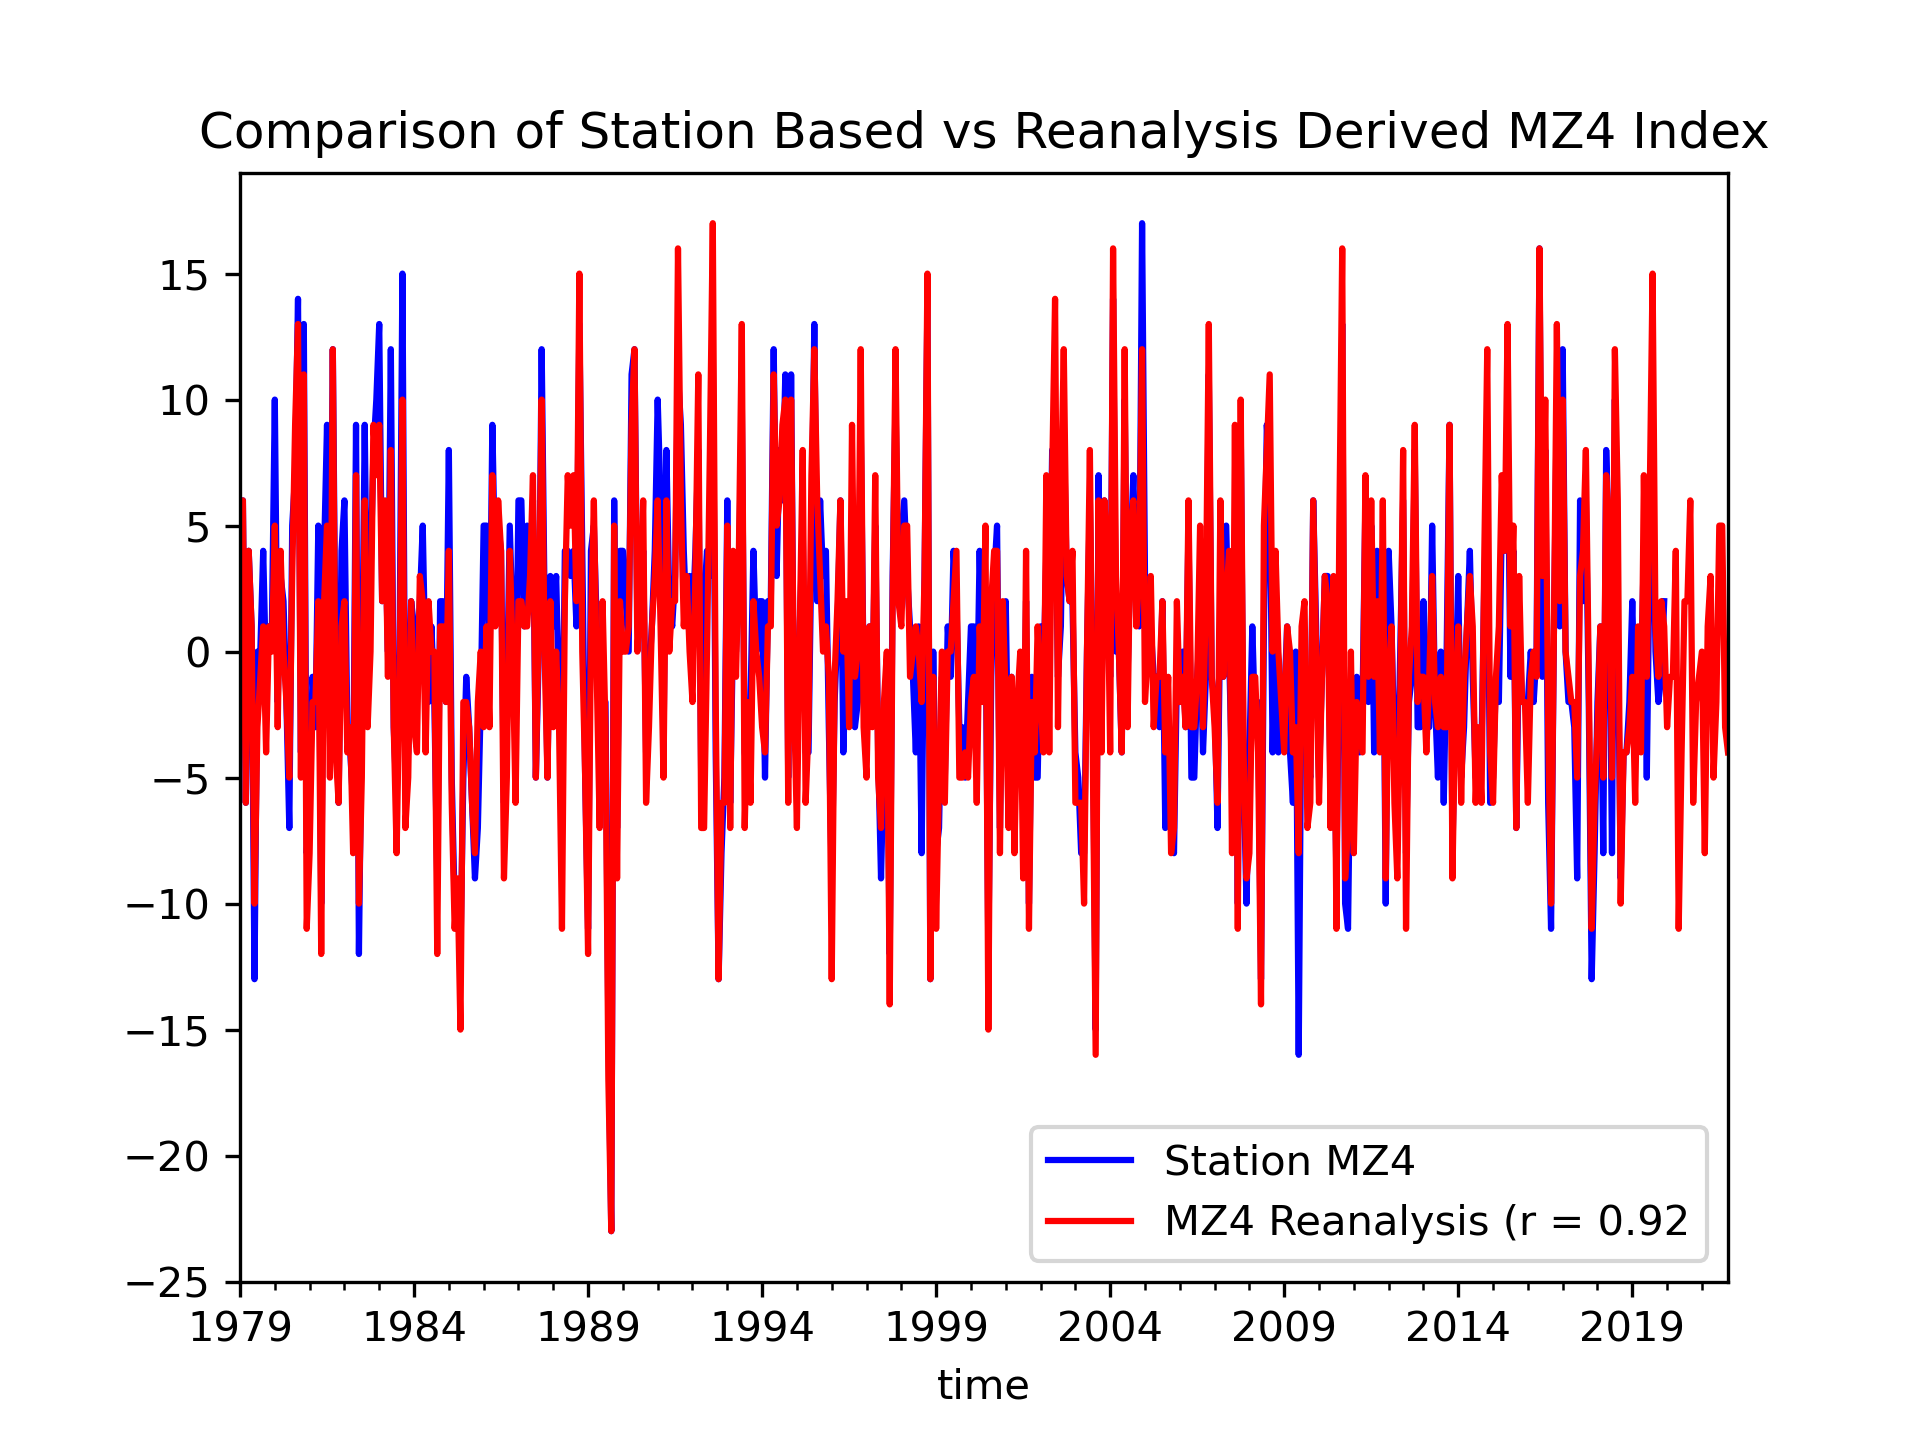 Comparison of Station Based vs Reanalysis Derived MZ4 Index
15
10
5
0
−5
−10
−15
−20
−25
Station MZ4
MZ4 Reanalysis (r = 0.92
1979 1984 1989 1994 1999 2004 2009 2014 2019
time